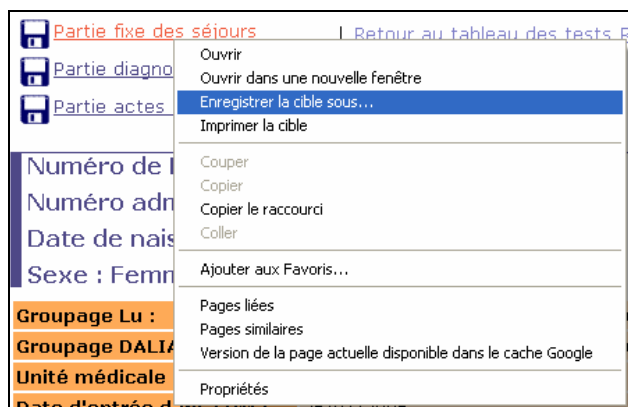 Partie fixe des séjours | Retour au tableau des tests
Partie diagno
Partie actes
Ouvrir
Ouvrir dans une nouvelle fenêtre
Enregistrer la cible sous...
Imprimer la cible
Couper
Copier
Copier le raccourci
Coller
Ajouter aux Favoris...
Pages liées
Pages similaires
Version de la page actuelle disponible dans le cache Google
Propriétés
Numéro de
Numéro adn
Date de nais
Sexe : Femm
Groupage Lu :
Groupage DALIA
Unité médicale